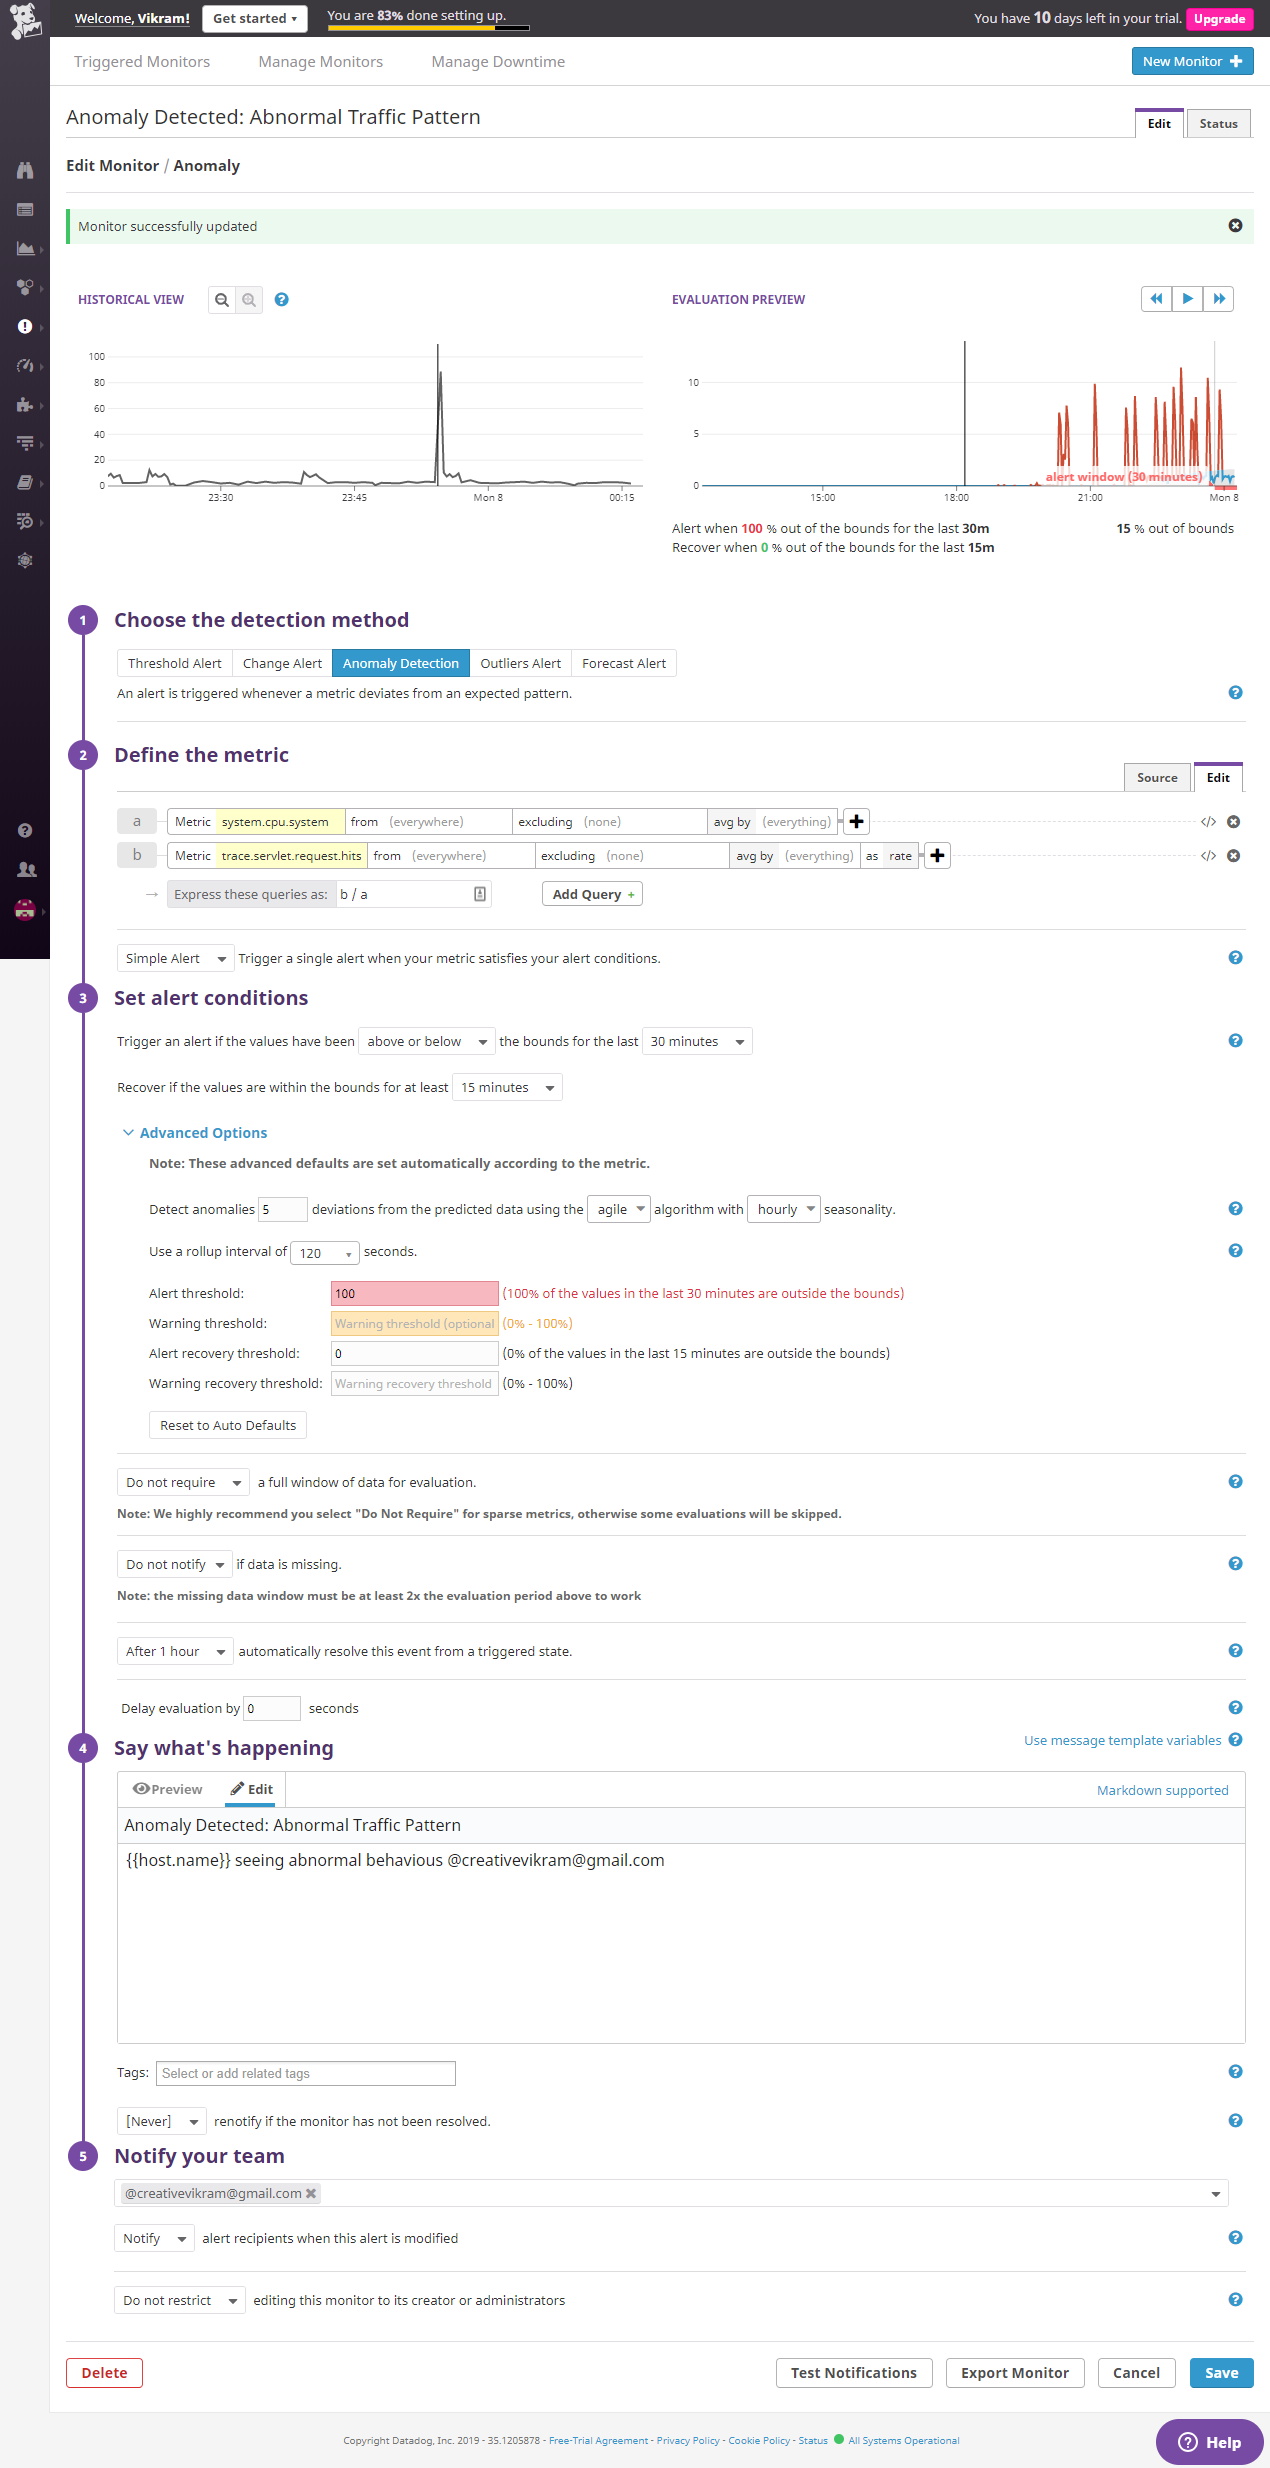 Welcome, Vikram! Get started ▾ You are 83% done setting up. You have 10 days left in your trial. Upgrade
Triggered Monitors Manage Monitors Manage Downtime New Monitor
Anomaly Detected: Abnormal Traffic Pattern Edit Status
Edit Monitor / Anomaly
Monitor successfully updated
HISTORICAL VIEW EVALUATION PREVIEW
100
80
60
40
20
0
23:30 23:45 Mon 8 00:15
10
5
0
alert window (30 minutes)
15:00 18:00 21:00 Mon 8
Alert when 100 % out of the bounds for the last 30m 15 % out of bounds
Recover when 0 % out of the bounds for the last 15m
1 Choose the detection method
Threshold Alert Change Alert Anomaly Detection Outliers Alert Forecast Alert
An alert is triggered whenever a metric deviates from an expected pattern.
2 Define the metric
Source Edit
a Metric system.cpu.system from (everywhere) excluding (none) avg by (everything) </>
b Metric trace.servlet.request.hits from (everywhere) excluding (none) avg by (everything) as rate </>
→ Express these queries as: b / a Add Query +
Simple Alert Trigger a single alert when your metric satisfies your alert conditions.
3 Set alert conditions
Trigger an alert if the values have been above or below the bounds for the last 30 minutes
Recover if the values are within the bounds for at least 15 minutes
Advanced Options
Note: These advanced defaults are set automatically according to the metric.
Detect anomalies 5 deviations from the predicted data using the agile algorithm with hourly seasonality.
Use a rollup interval of 120 seconds.
Alert threshold: 100 (100% of the values in the last 30 minutes are outside the bounds)
Warning threshold: Warning threshold (optional (0% - 100%)
Alert recovery threshold: 0 (0% of the values in the last 15 minutes are outside the bounds)
Warning recovery threshold: Warning recovery threshold (0% - 100%)
Reset to Auto Defaults
Do not require a full window of data for evaluation.
Note: We highly recommend you select "Do Not Require" for sparse metrics, otherwise some evaluations will be skipped.
Do not notify if data is missing.
Note: the missing data window must be at least 2x the evaluation period above to work
After 1 hour automatically resolve this event from a triggered state.
Delay evaluation by 0 seconds
4 Say what's happening Use message template variables
Preview Edit Markdown supported
Anomaly Detected: Abnormal Traffic Pattern
{{host.name}} seeing abnormal behavious @creativevikram@gmail.com
Tags: Select or add related tags
[Never] renotify if the monitor has not been resolved.
5 Notify your team
@creativevikram@gmail.com
Notify alert recipients when this alert is modified
Do not restrict editing this monitor to its creator or administrators
Delete Test Notifications Export Monitor Cancel Save
Copyright Datadog, Inc. 2019 - 35.1205878 - Free-Trial Agreement - Privacy Policy - Cookie Policy - Status All Systems Operational
Help